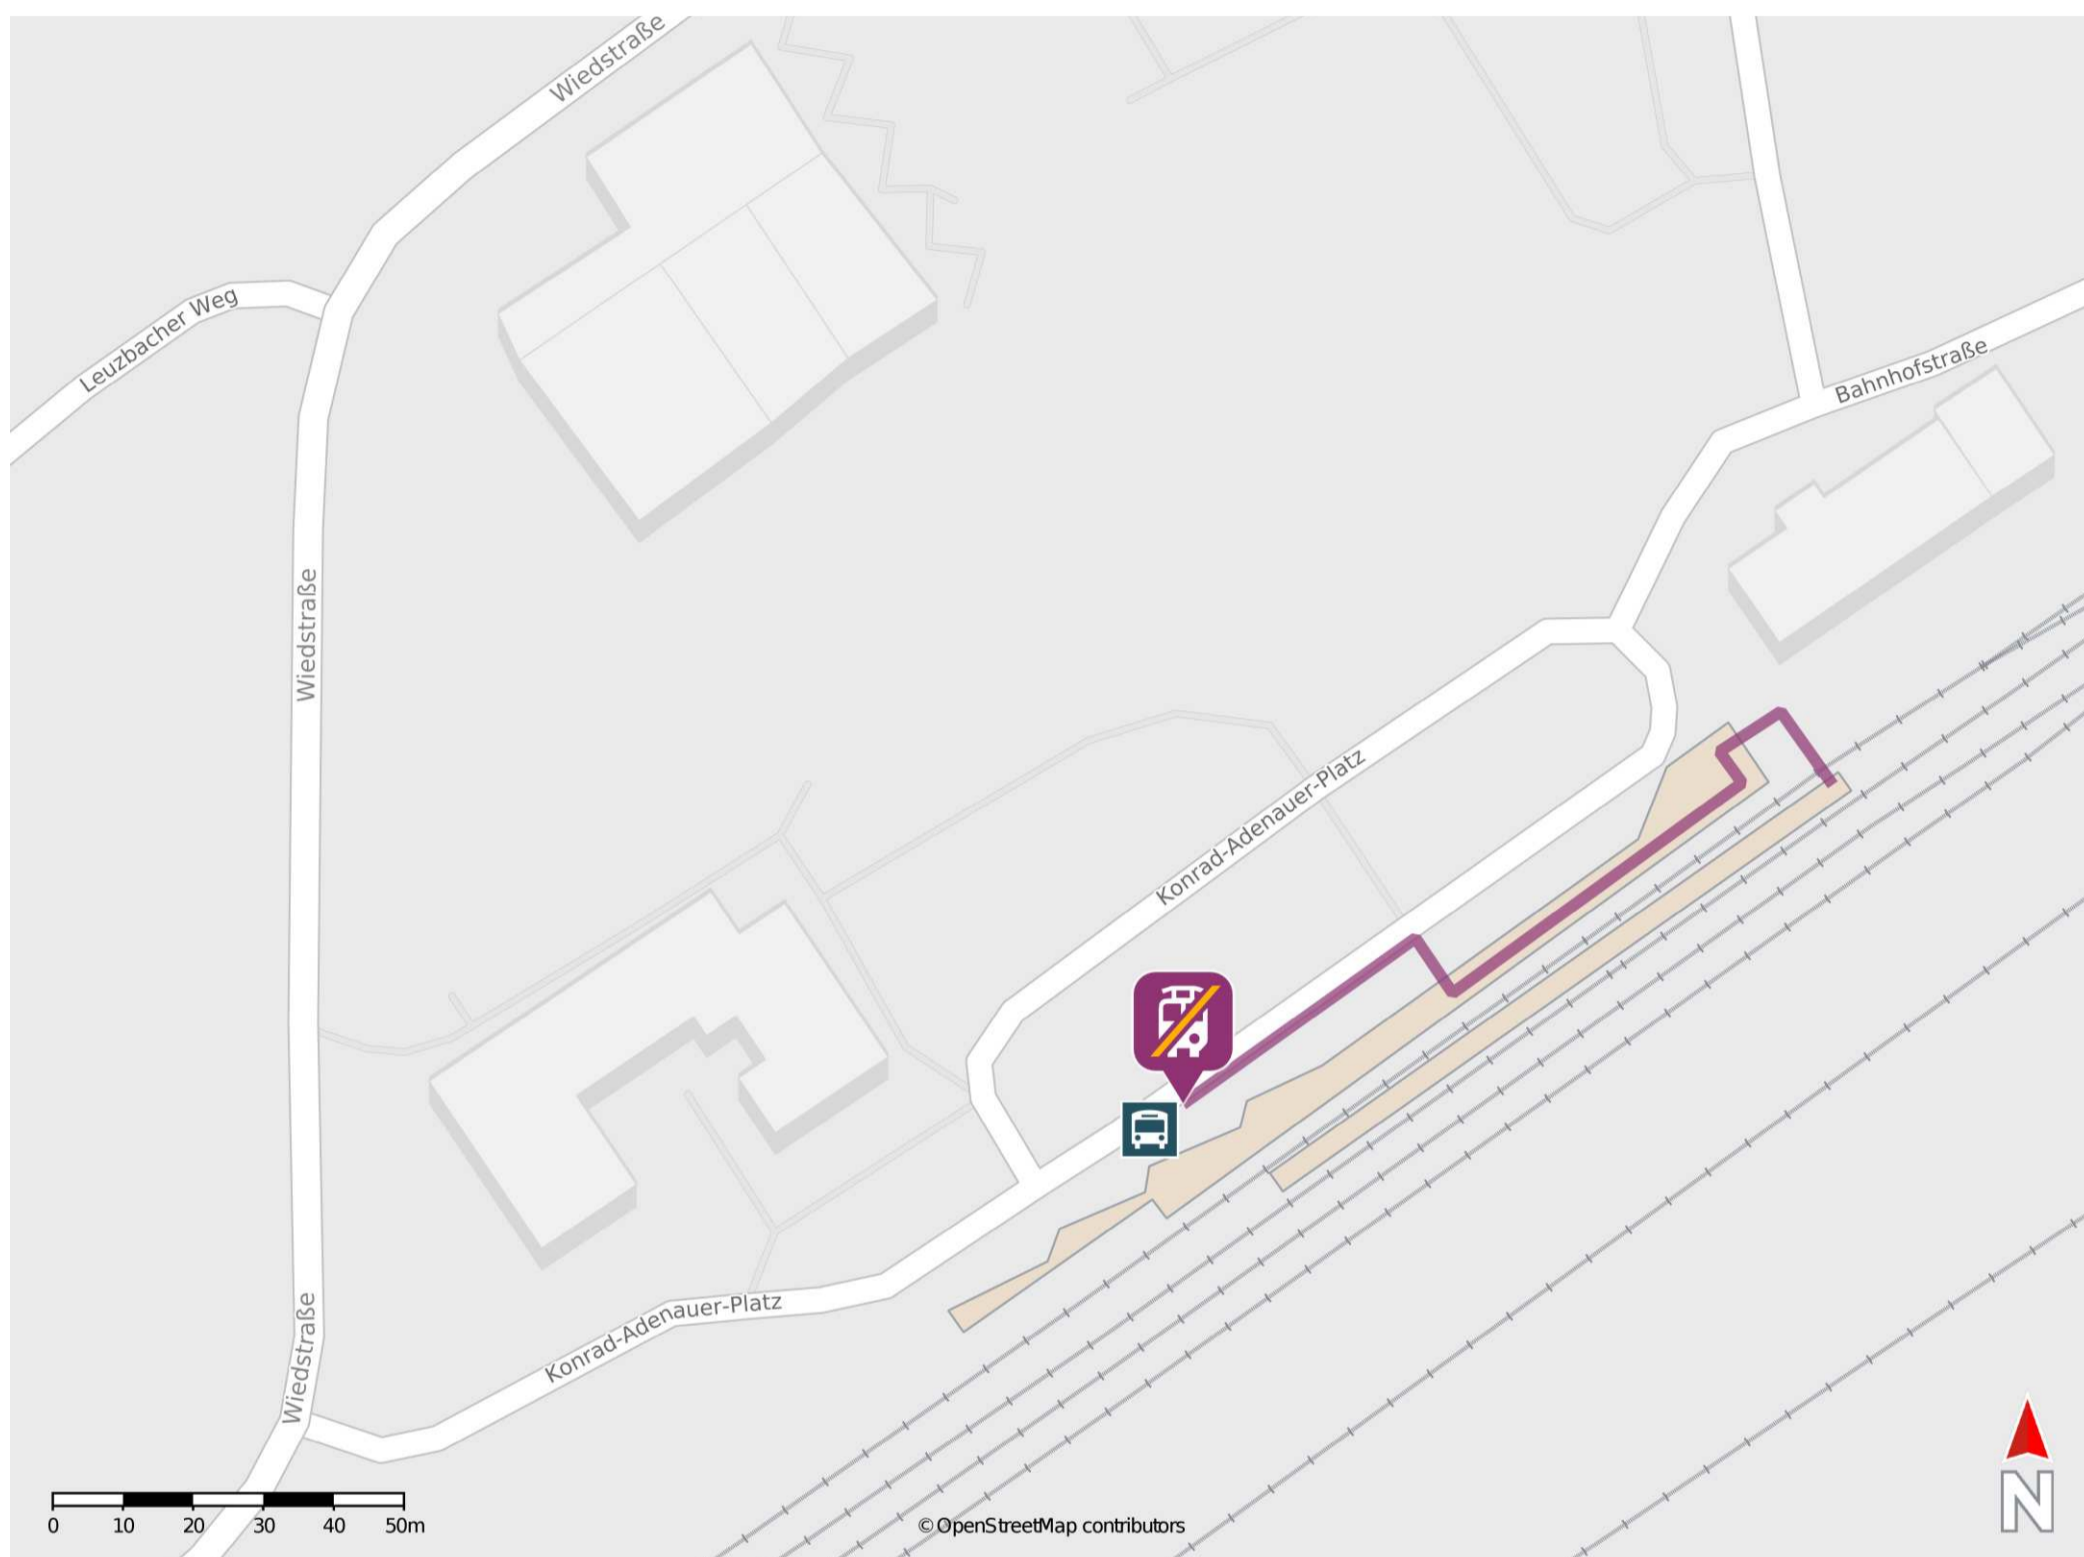 Wiedstraße
Leuzbacher Weg
Bahnhofstraße
Wiedstraße
Konrad-Adenauer-Platz
Konrad-Adenauer-Platz
Wiedstraße
0 10 20 30 40 50m
© OpenStreetMap contributors
N